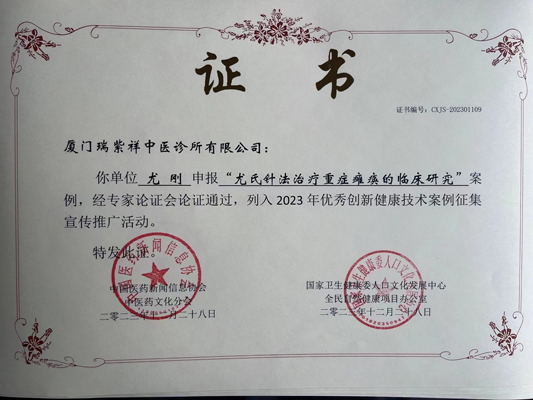 证书
证书编号：CXJS-202301109
厦门瑞紫祥中医诊所有限公司：
你单位 尤 刚 申报“尤氏针法治疗重症瘫痪的临床研究”案
例，经专家论证会论证通过，列入 2023 年优秀创新健康技术案例征集
宣传推广活动。
特发此证。
中国医药新闻信息协会
国家卫生健康委人口文化发展中心
中医药文化分会
全民自然健康项目办公室
二〇二三年十二月二十八日
二〇二三年十二月二十八日